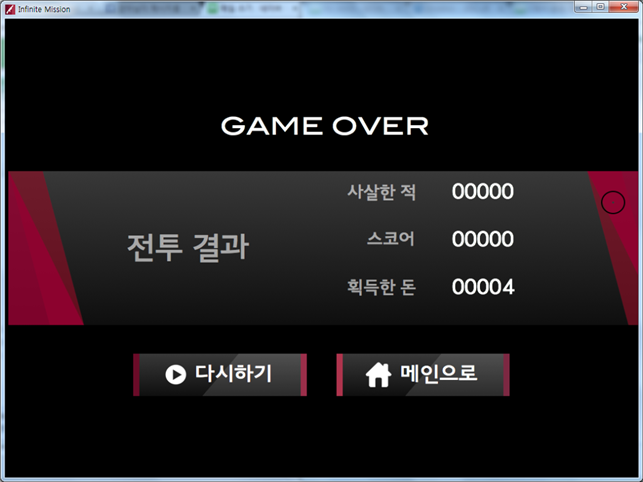 Infinite Mission
GAME OVER
전투 결과
사살한 적 00000
스코어 00000
획득한 돈 00004
다시하기
메인으로